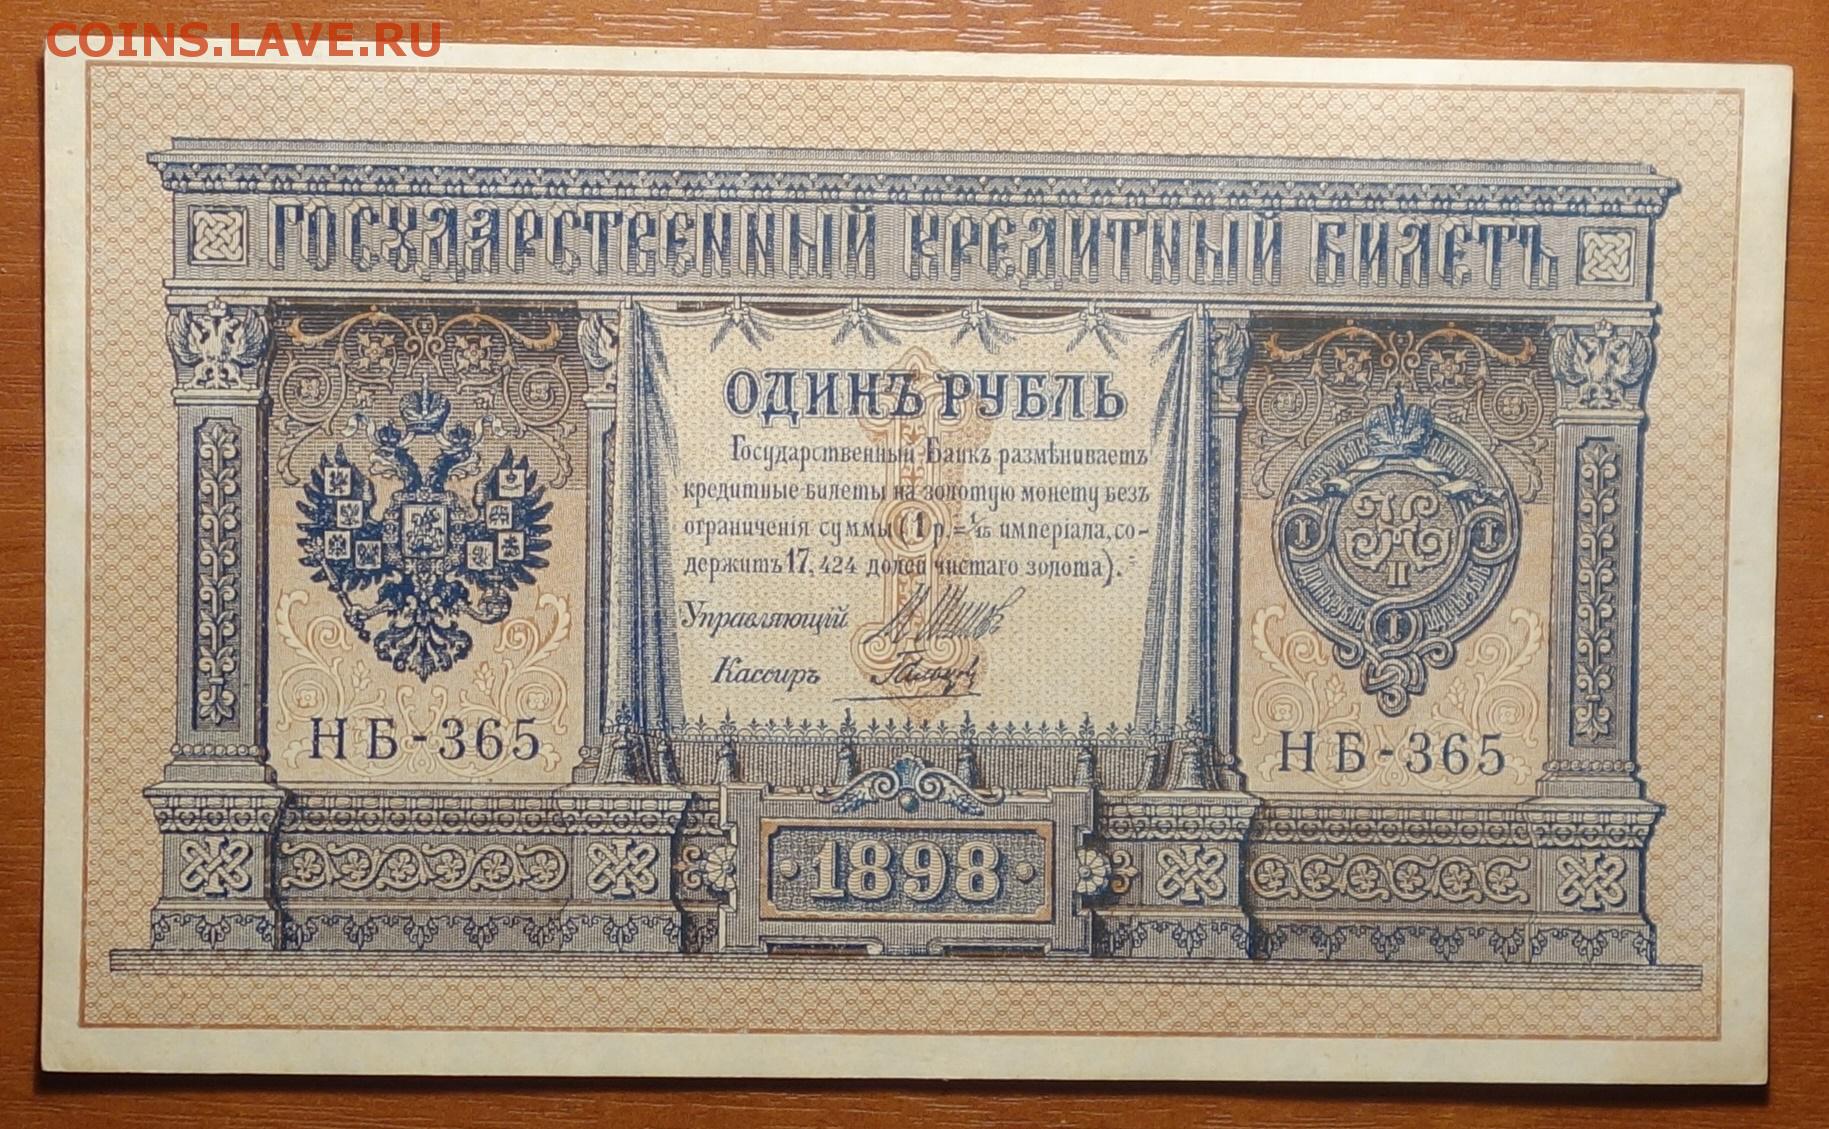 COINS.LAVE.RU
ГОСУДАРСТВЕННЫЙ КРЕДИТНЫЙ БИЛЕТЪ
ОДИНЪ РУБЛЬ
Государственный Банкъ размѣниваетъ
кредитные билеты на золотую монету безъ
ограниченія суммы (1 р. = 1/15 имперіала, со-
держитъ 17,424 долей чистаго золота).
Управляющій
Кассиръ
НБ-365
НБ-365
I I
II
I
1898